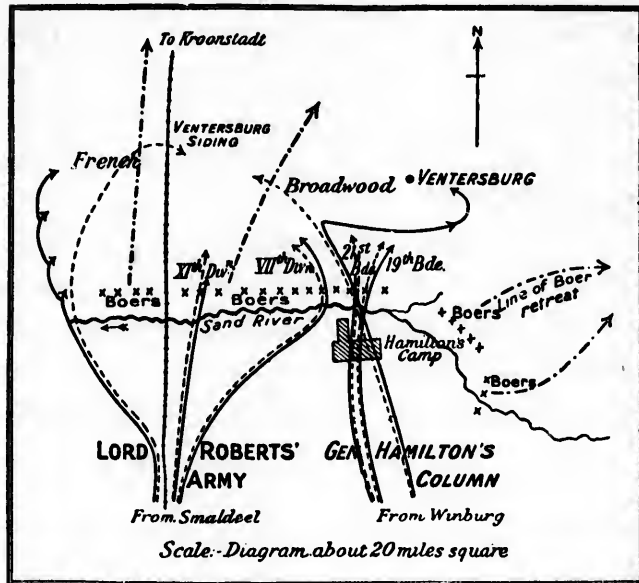 To Kroonstadt
N
VENTERSBURG
SIDING
French
Broadwood
VENTERSBURG
XIth Divn
VIIth Divn
21st
Bde.
19th Bde.
Boers
Boers
Boers
Line of Boer
retreat
Sand River
Hamilton's
Camp
Boers
LORD ROBERTS'
ARMY
GEN HAMILTON'S
COLUMN
From Smaldeel
From Winburg
Scale:-Diagram about 20 miles square